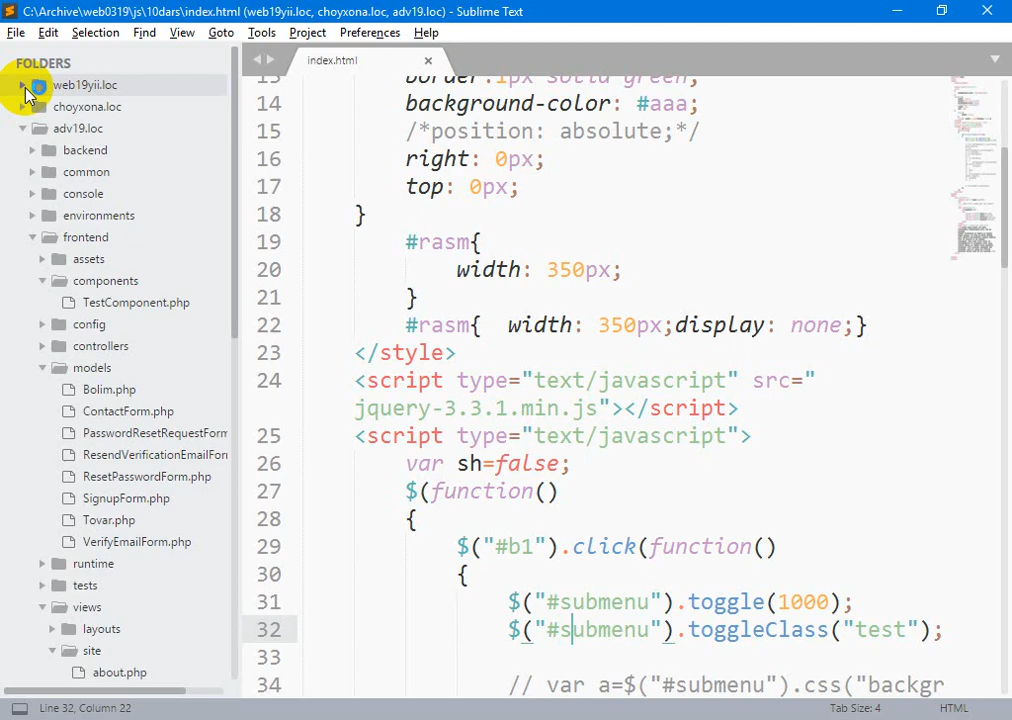 C:\Archive\web0319\js\10dars\index.html (web19yii.loc, choyxona.loc, adv19.loc) - Sublime Text
File Edit Selection Find View Goto Tools Project Preferences Help
FOLDERS
web19yii.loc
choyxona.loc
adv19.loc
backend
common
console
environments
frontend
assets
components
TestComponent.php
config
controllers
models
Bolim.php
ContactForm.php
PasswordResetRequestForm
ResendVerificationEmailFor
ResetPasswordForm.php
SignupForm.php
Tovar.php
VerifyEmailForm.php
runtime
tests
views
layouts
site
about.php
index.html
13 border:1px solid green;
14 background-color: #aaa;
15 /*position: absolute;*/
16 right: 0px;
17 top: 0px;
18 }
19 #rasm{
20 width: 350px;
21 }
22 #rasm{ width: 350px;display: none;}
23 </style>
24 <script type="text/javascript" src="
jquery-3.3.1.min.js"></script>
25 <script type="text/javascript">
26 var sh=false;
27 $(function()
28 {
29 $("#b1").click(function()
30 {
31 $("#submenu").toggle(1000);
32 $("#submenu").toggleClass("test");
33
34 // var a=$("#submenu").css("backgr
Line 32, Column 22
Tab Size: 4
HTML